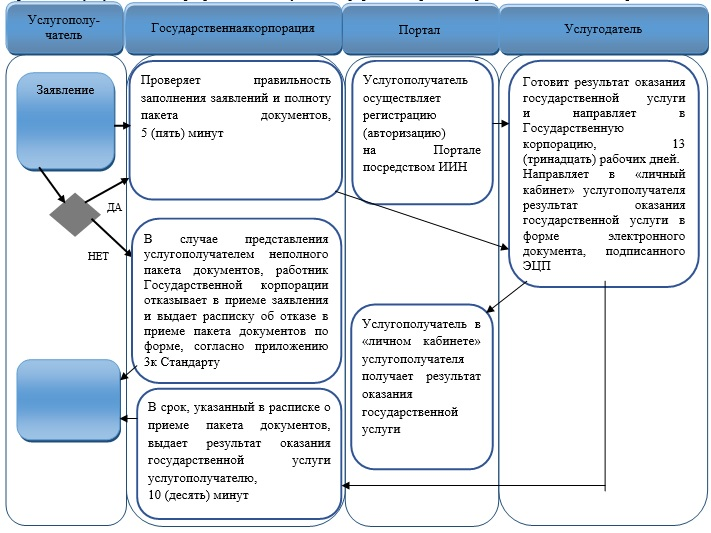 Услугополу-
чатель
Государственнаякорпорация
Портал
Услугодатель
Заявление
ДА
НЕТ
Проверяет правильность
заполнения заявлений и полноту
пакета документов,
5 (пять) минут
В случае представления
услугополучателем неполного
пакета документов, работник
Государственной корпорации
отказывает в приеме заявления
и выдает расписку об отказе в
приеме пакета документов по
форме, согласно приложению
3к Стандарту
В срок, указанный в расписке о
приеме пакета документов,
выдает результат оказания
государственной услуги
услугополучателю,
10 (десять) минут
Услугополучатель
осуществляет
регистрацию
(авторизацию)
на Портале
посредством ИИН
Услугополучатель в
«личном кабинете»
услугополучателя
получает результат
оказания
государственной
услуги
Готовит результат оказания
государственной услуги
и направляет в
Государственную
корпорацию, 13
(тринадцать) рабочих дней.
Направляет в «личный
кабинет» услугополучателя
результат оказания
государственной услуги в
форме электронного
документа, подписанного
ЭЦП